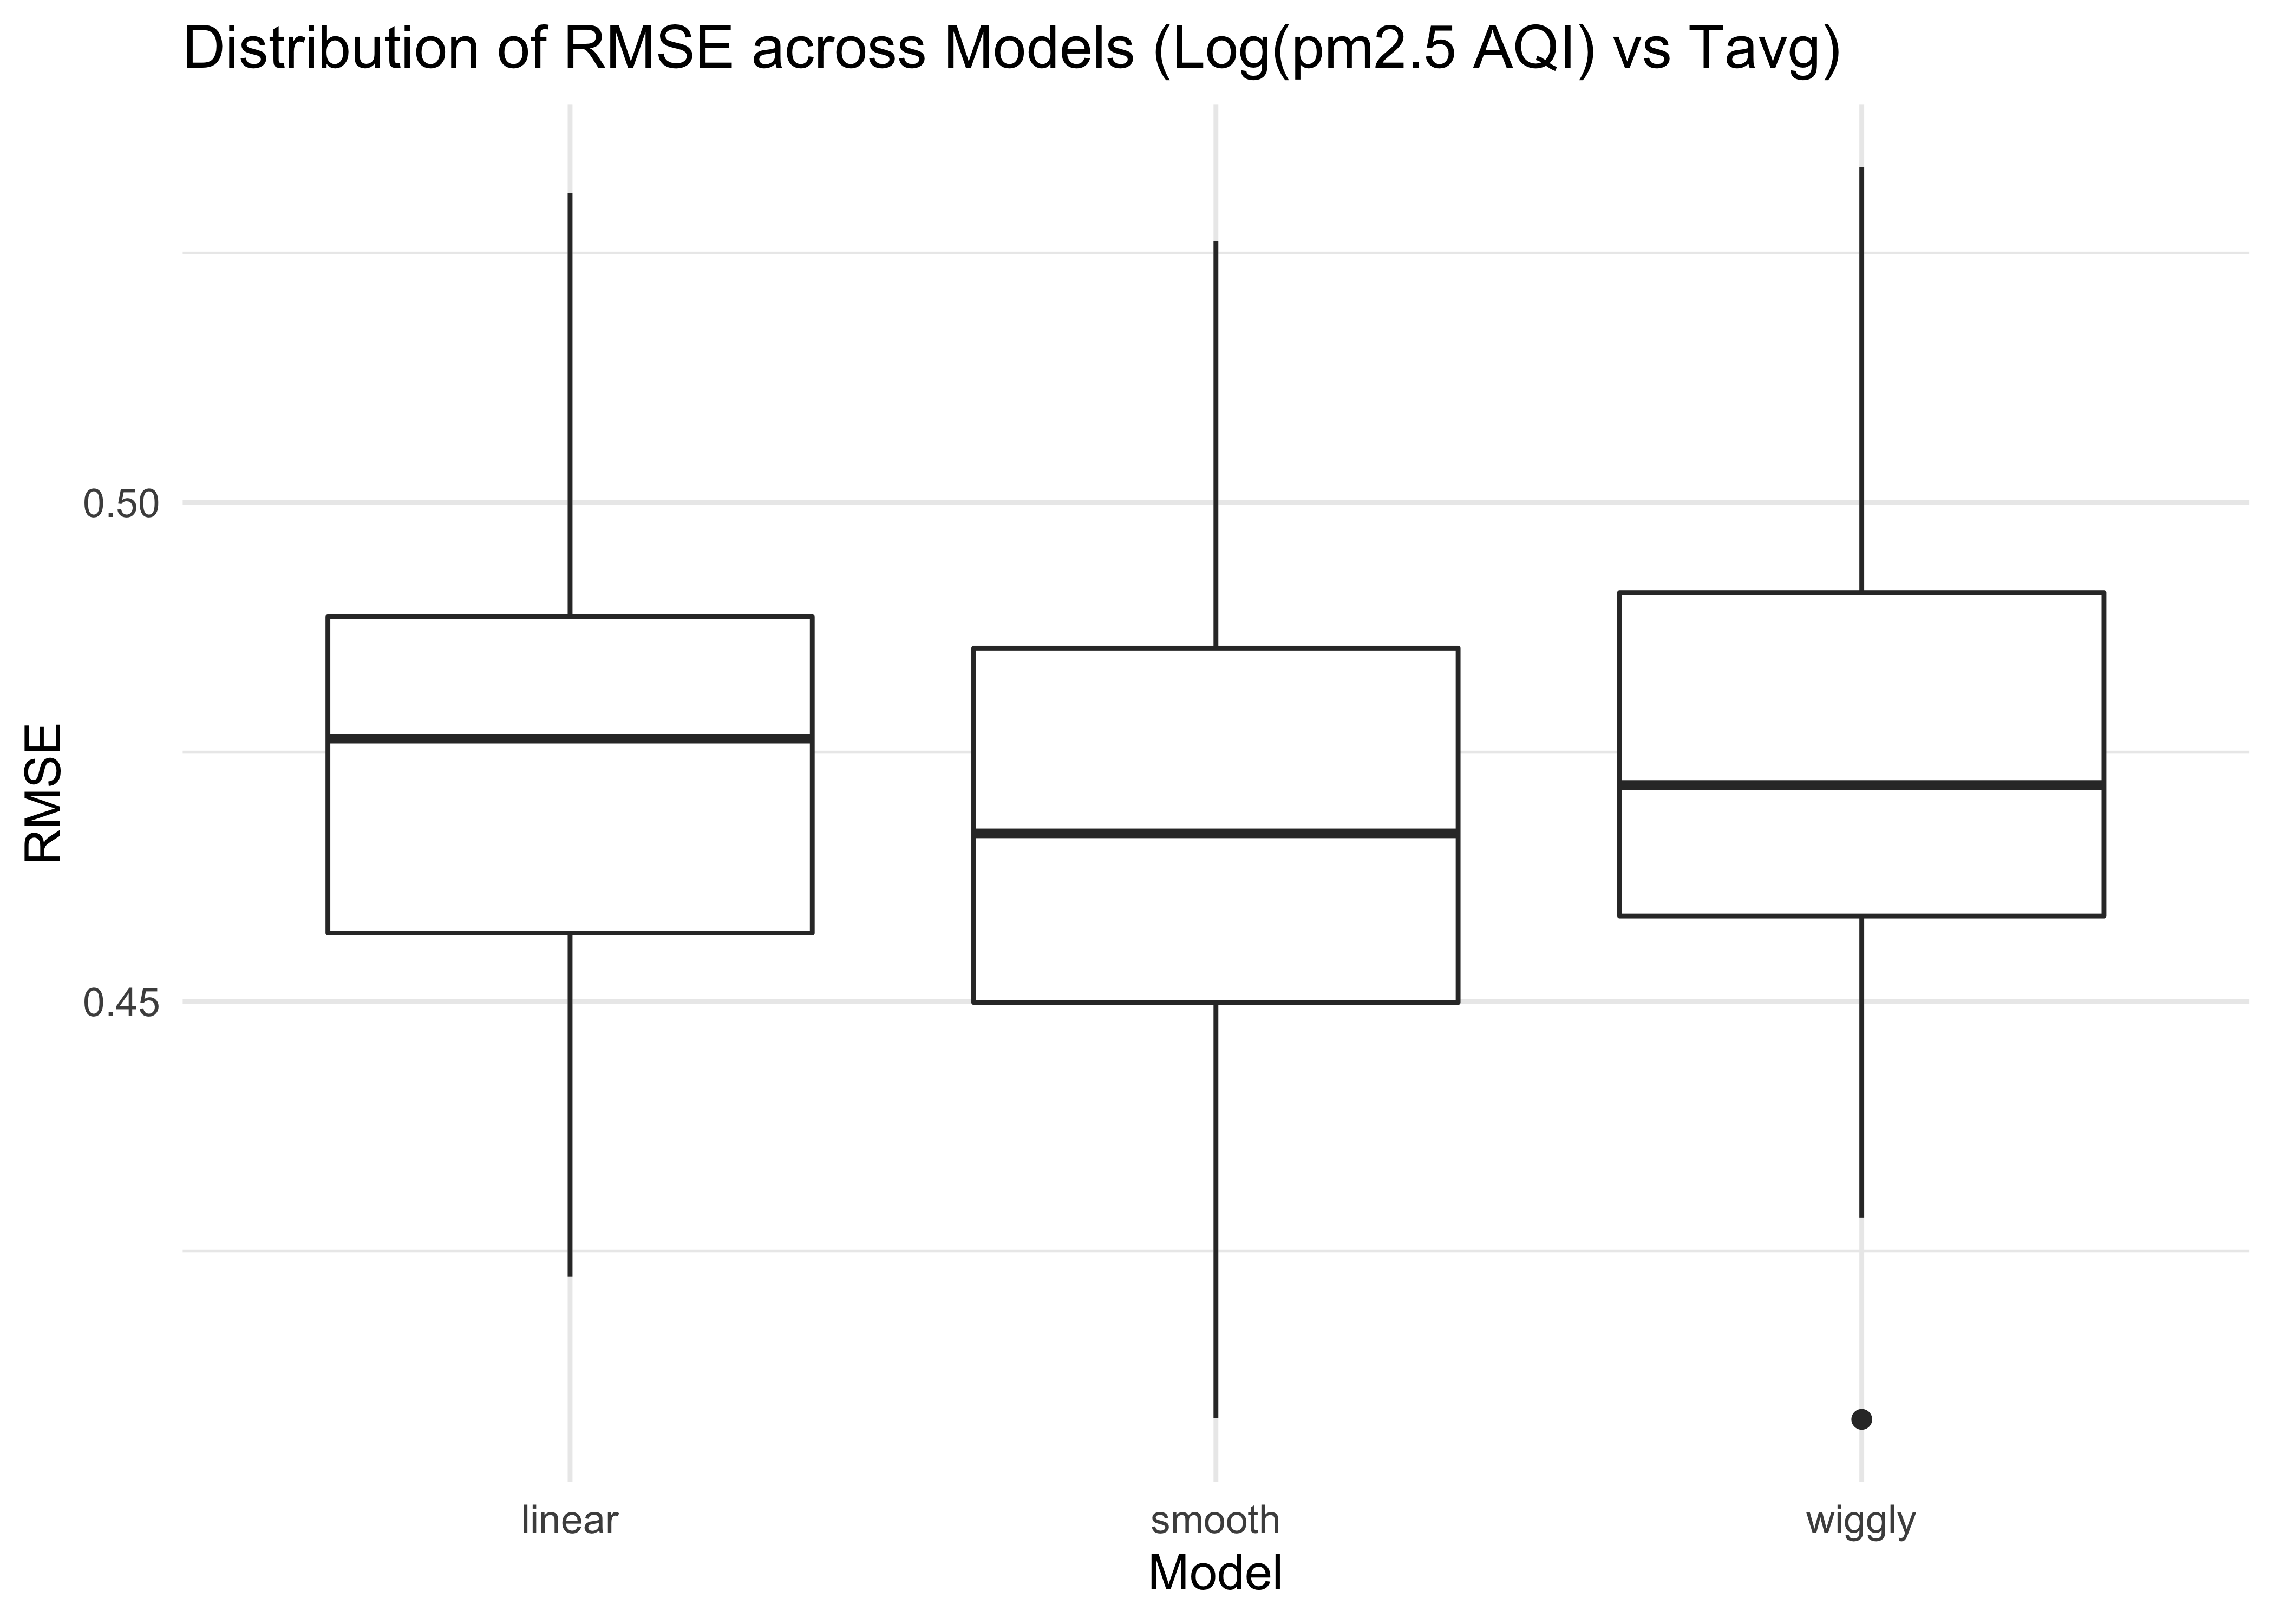 Distribution of RMSE across Models (Log(pm2.5 AQI) vs Tavg)
RMSE
0.50
0.45
linear
smooth
wiggly
Model